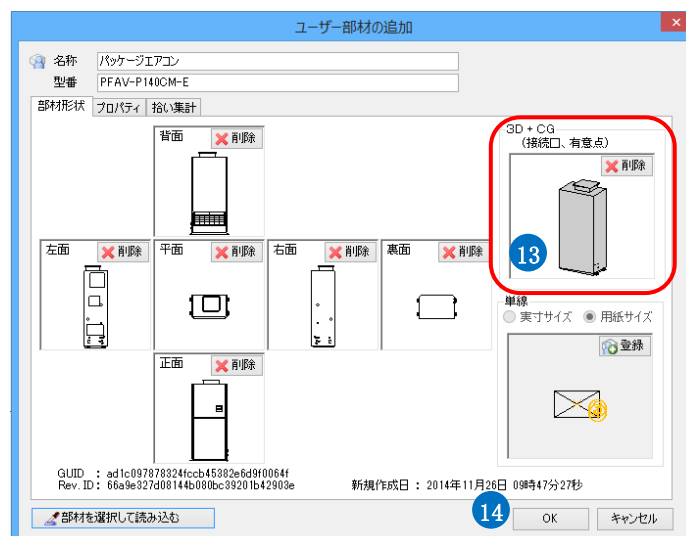 ユーザー部材の追加
×
名称 パッケージエアコン
型番 PFAV-P140CM-E
部材形状 プロパティ 拾い集計
背面 削除
3D+CG
(接続口、有意点)
削除
13
左面 削除 平面 削除 右面 削除 裏面 削除
単線
実寸サイズ 用紙サイズ
登録
正面 削除
GUID : ad1c097878324fccb45382e6d9f0064f
Rev.ID: 66a9e327d08144b080bc39201b42903e 新規作成日 : 2014年11月26日 09時47分27秒
14
部材を選択して読み込む OK キャンセル